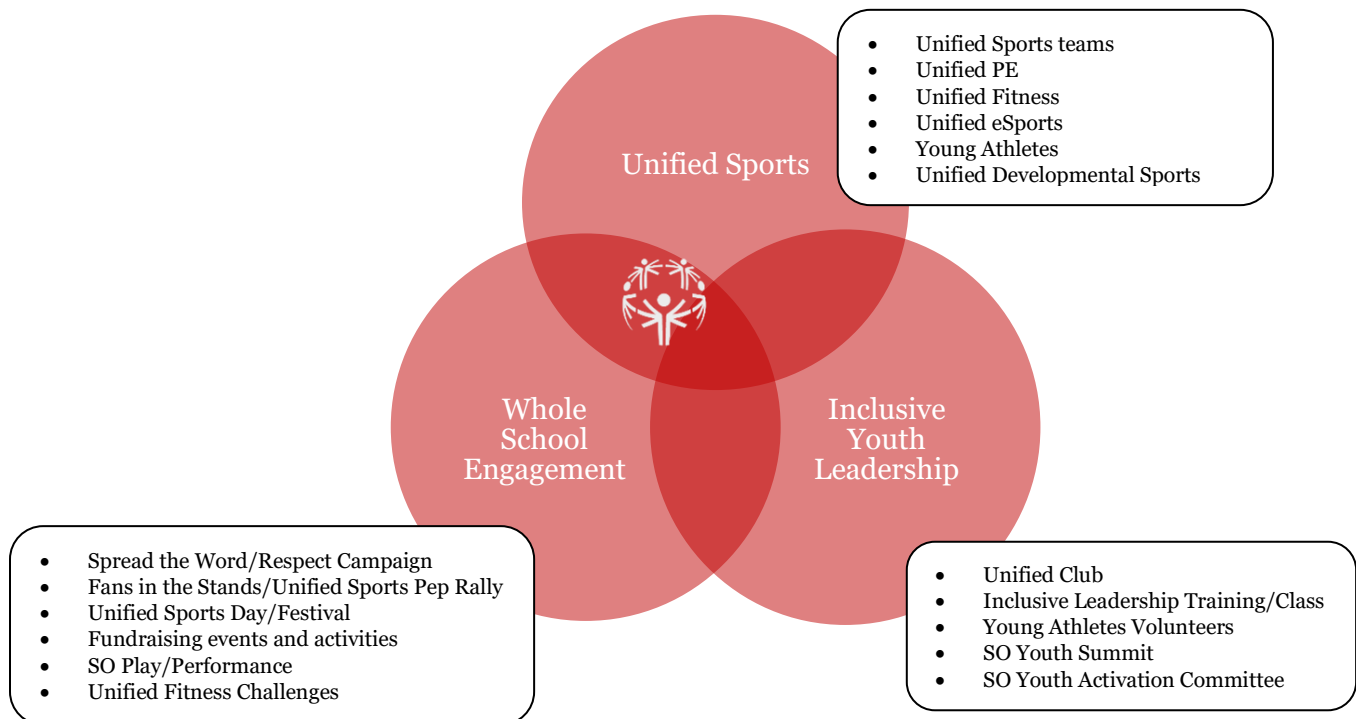 Unified Sports
• Unified Sports teams
• Unified PE
• Unified Fitness
• Unified eSports
• Young Athletes
• Unified Developmental Sports
Whole
School
Engagement
Inclusive
Youth
Leadership
• Spread the Word/Respect Campaign
• Fans in the Stands/Unified Sports Pep Rally
• Unified Sports Day/Festival
• Fundraising events and activities
• SO Play/Performance
• Unified Fitness Challenges
• Unified Club
• Inclusive Leadership Training/Class
• Young Athletes Volunteers
• SO Youth Summit
• SO Youth Activation Committee